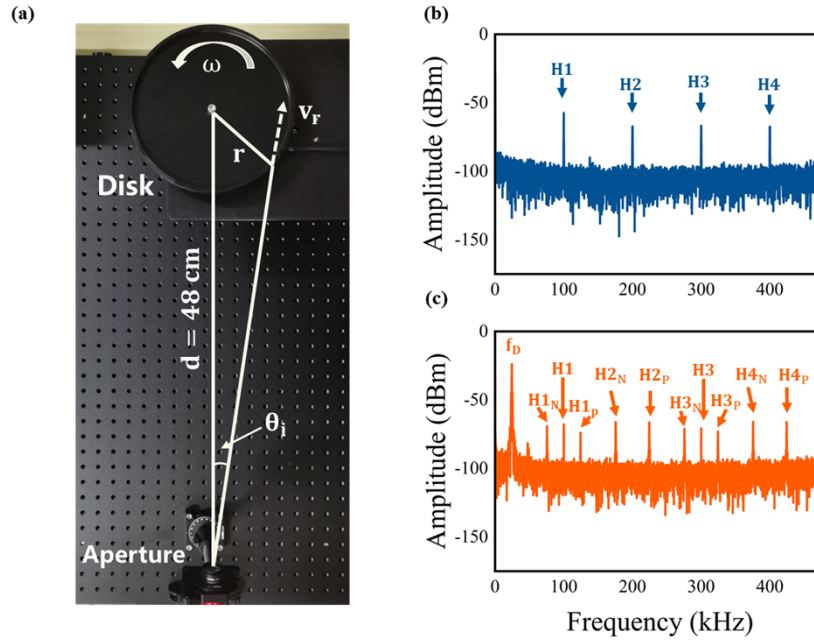 (a)
ω
v_r
r
Disk
d = 48 cm
θ_i
Aperture
(b)
0
-50
-100
-150
Amplitude (dBm)
H1
H2
H3
H4
0
100
200
300
400
(c)
0
-50
-100
-150
Amplitude (dBm)
f_D
H1_N
H1
H1_p
H2_N
H2_P
H3_N
H3
H3_P
H4_N
H4_P
0
100
200
300
400
Frequency (kHz)